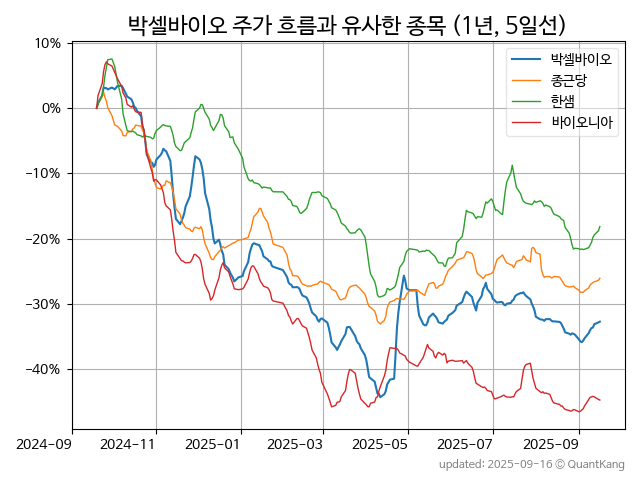 박셀바이오 주가 흐름과 유사한 종목 (1년, 5일선)
10%
0%
−10%
−20%
−30%
−40%
박셀바이오
종근당
한샘
바이오니아
2024-09
2024-11
2025-01
2025-03
2025-05
2025-07
2025-09
updated: 2025-09-16 © QuantKang